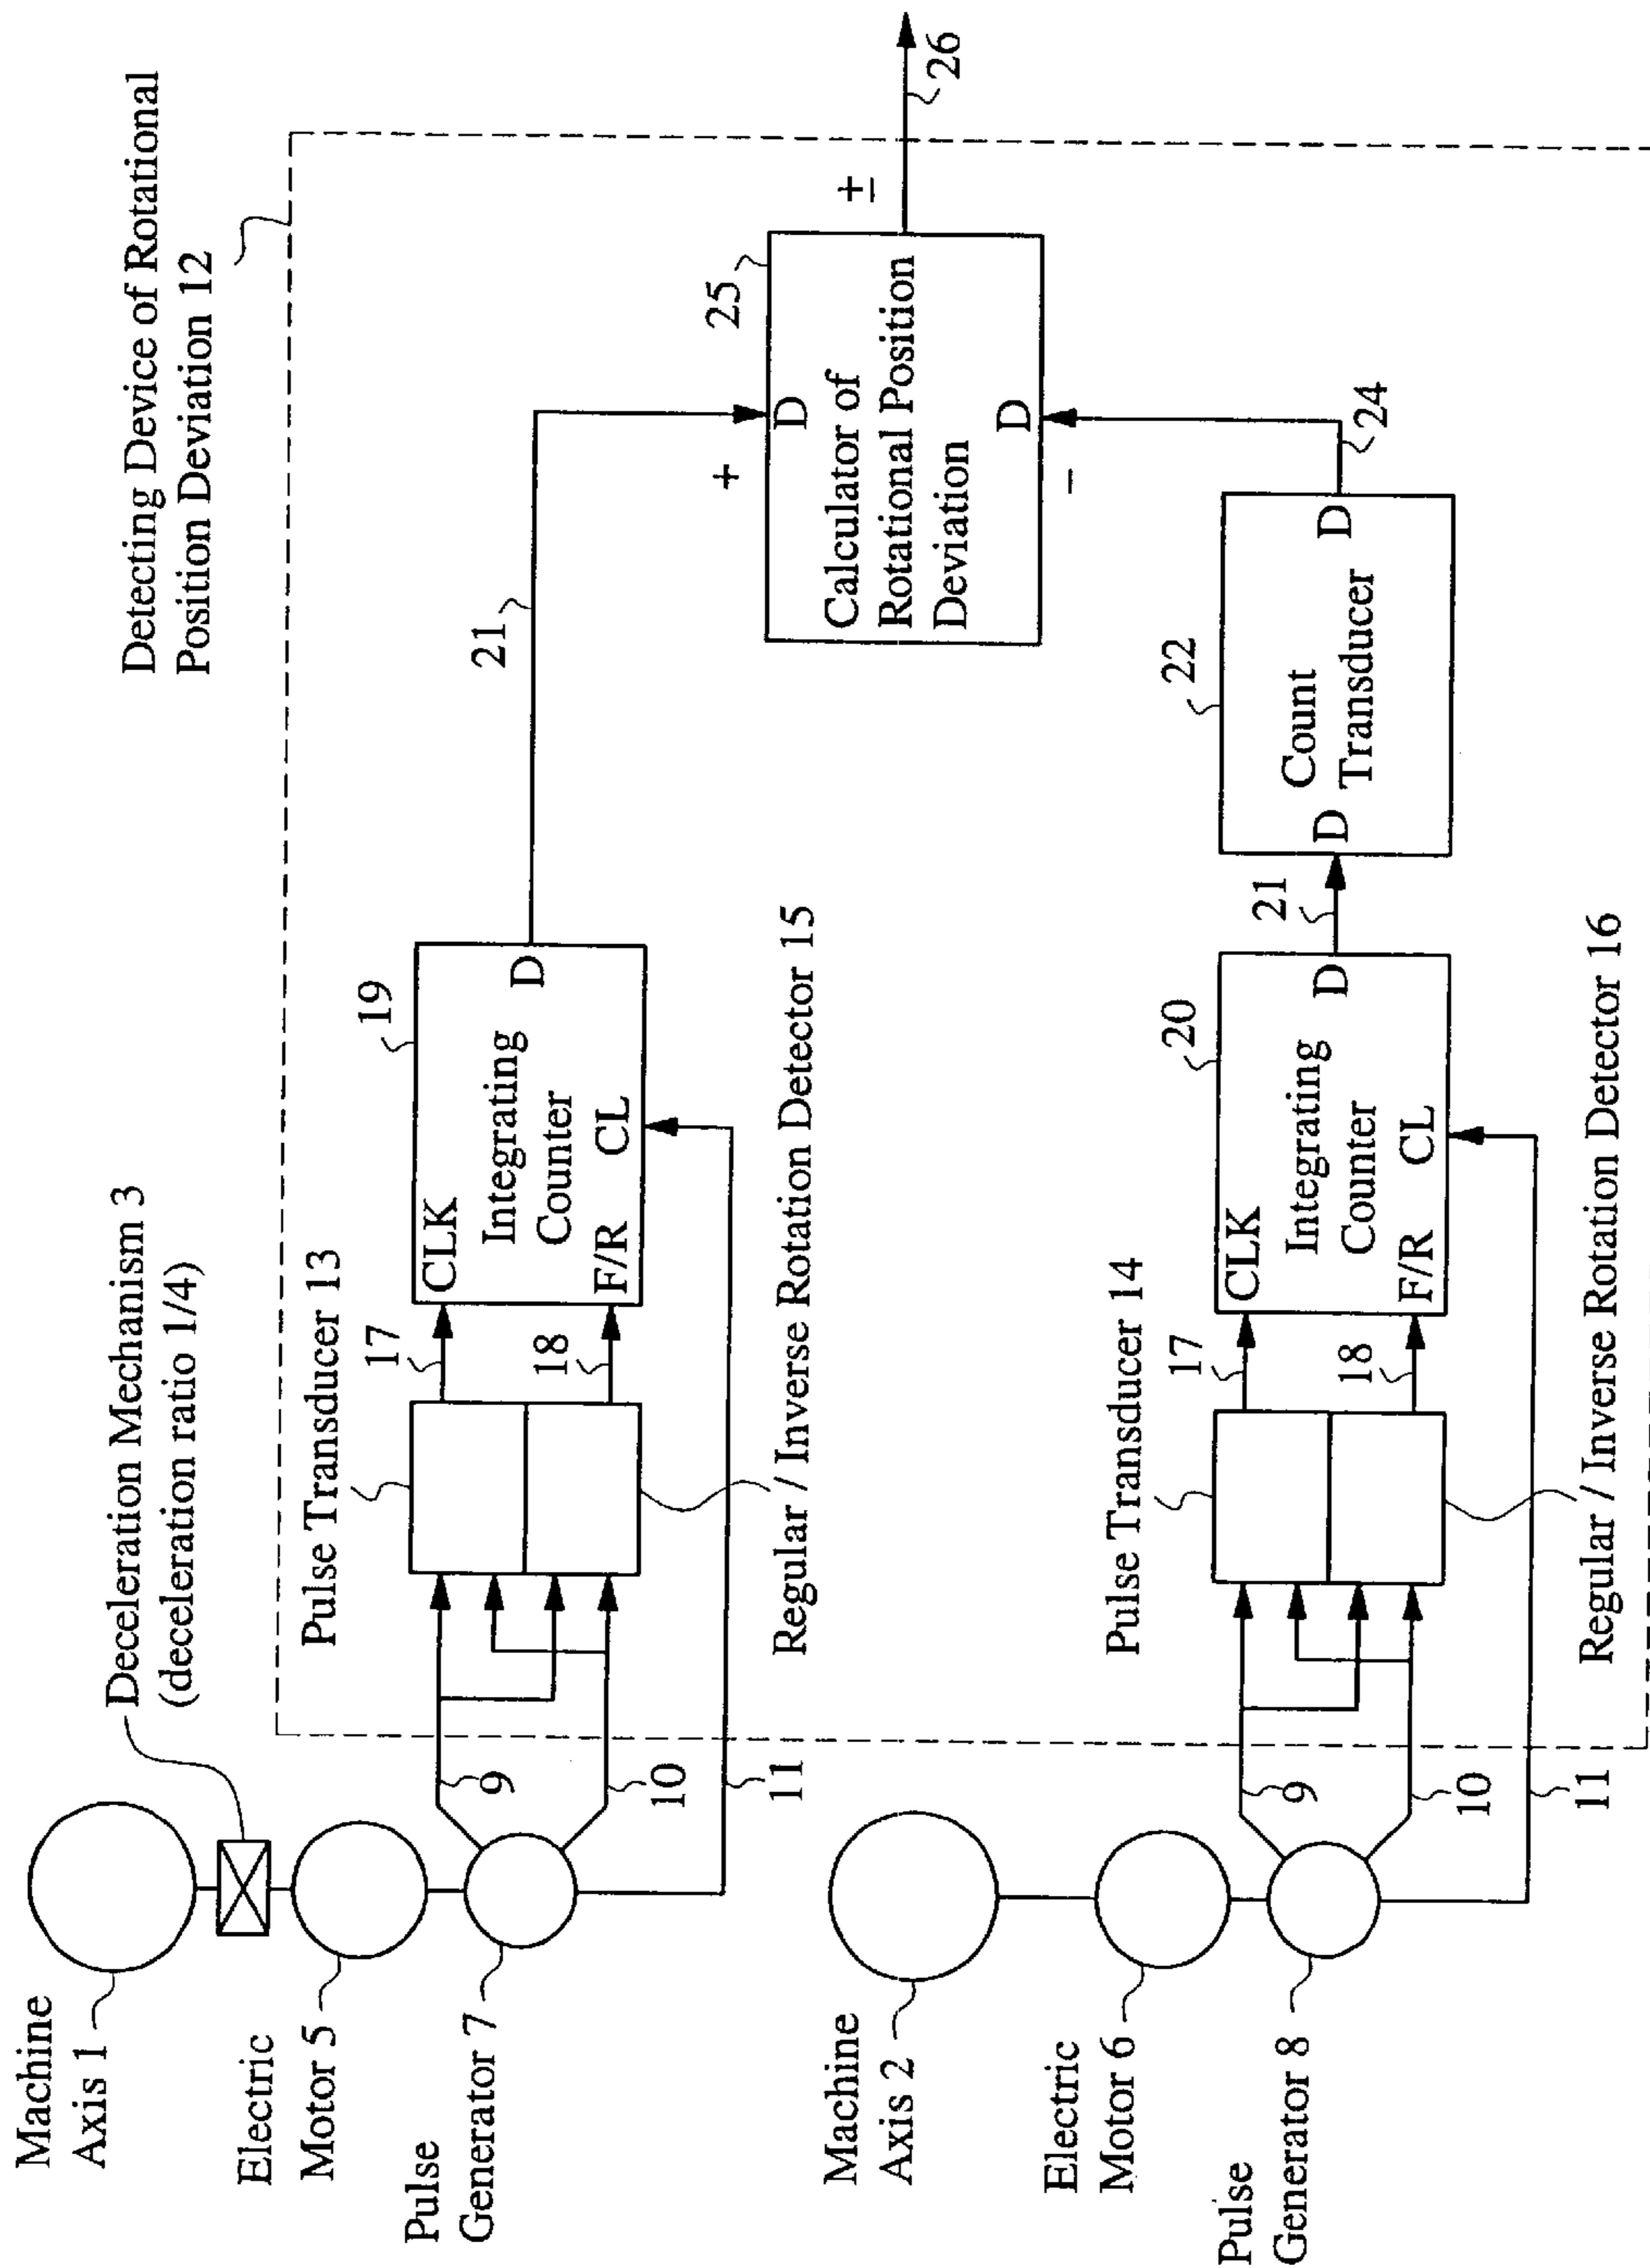 Detecting Device of Rotational
Position Deviation 12
Deceleration Mechanism 3
(deceleration ratio 1/4)
Machine
Axis 1
Electric
Motor 5
Pulse
Generator 7
9
10
11
Pulse Transducer 13
17
18
Regular / Inverse Rotation Detector 15
19
CLK
Integrating
Counter
D
F/R CL
21
+
25
D
Calculator of
Rotational Position
Deviation
D
−
±
26
Machine
Axis 2
Electric
Motor 6
Pulse
Generator 8
9
10
11
Pulse Transducer 14
17
18
Regular / Inverse Rotation Detector 16
20
CLK
Integrating
Counter
D
F/R CL
21
22
D
Count
Transducer
D
24